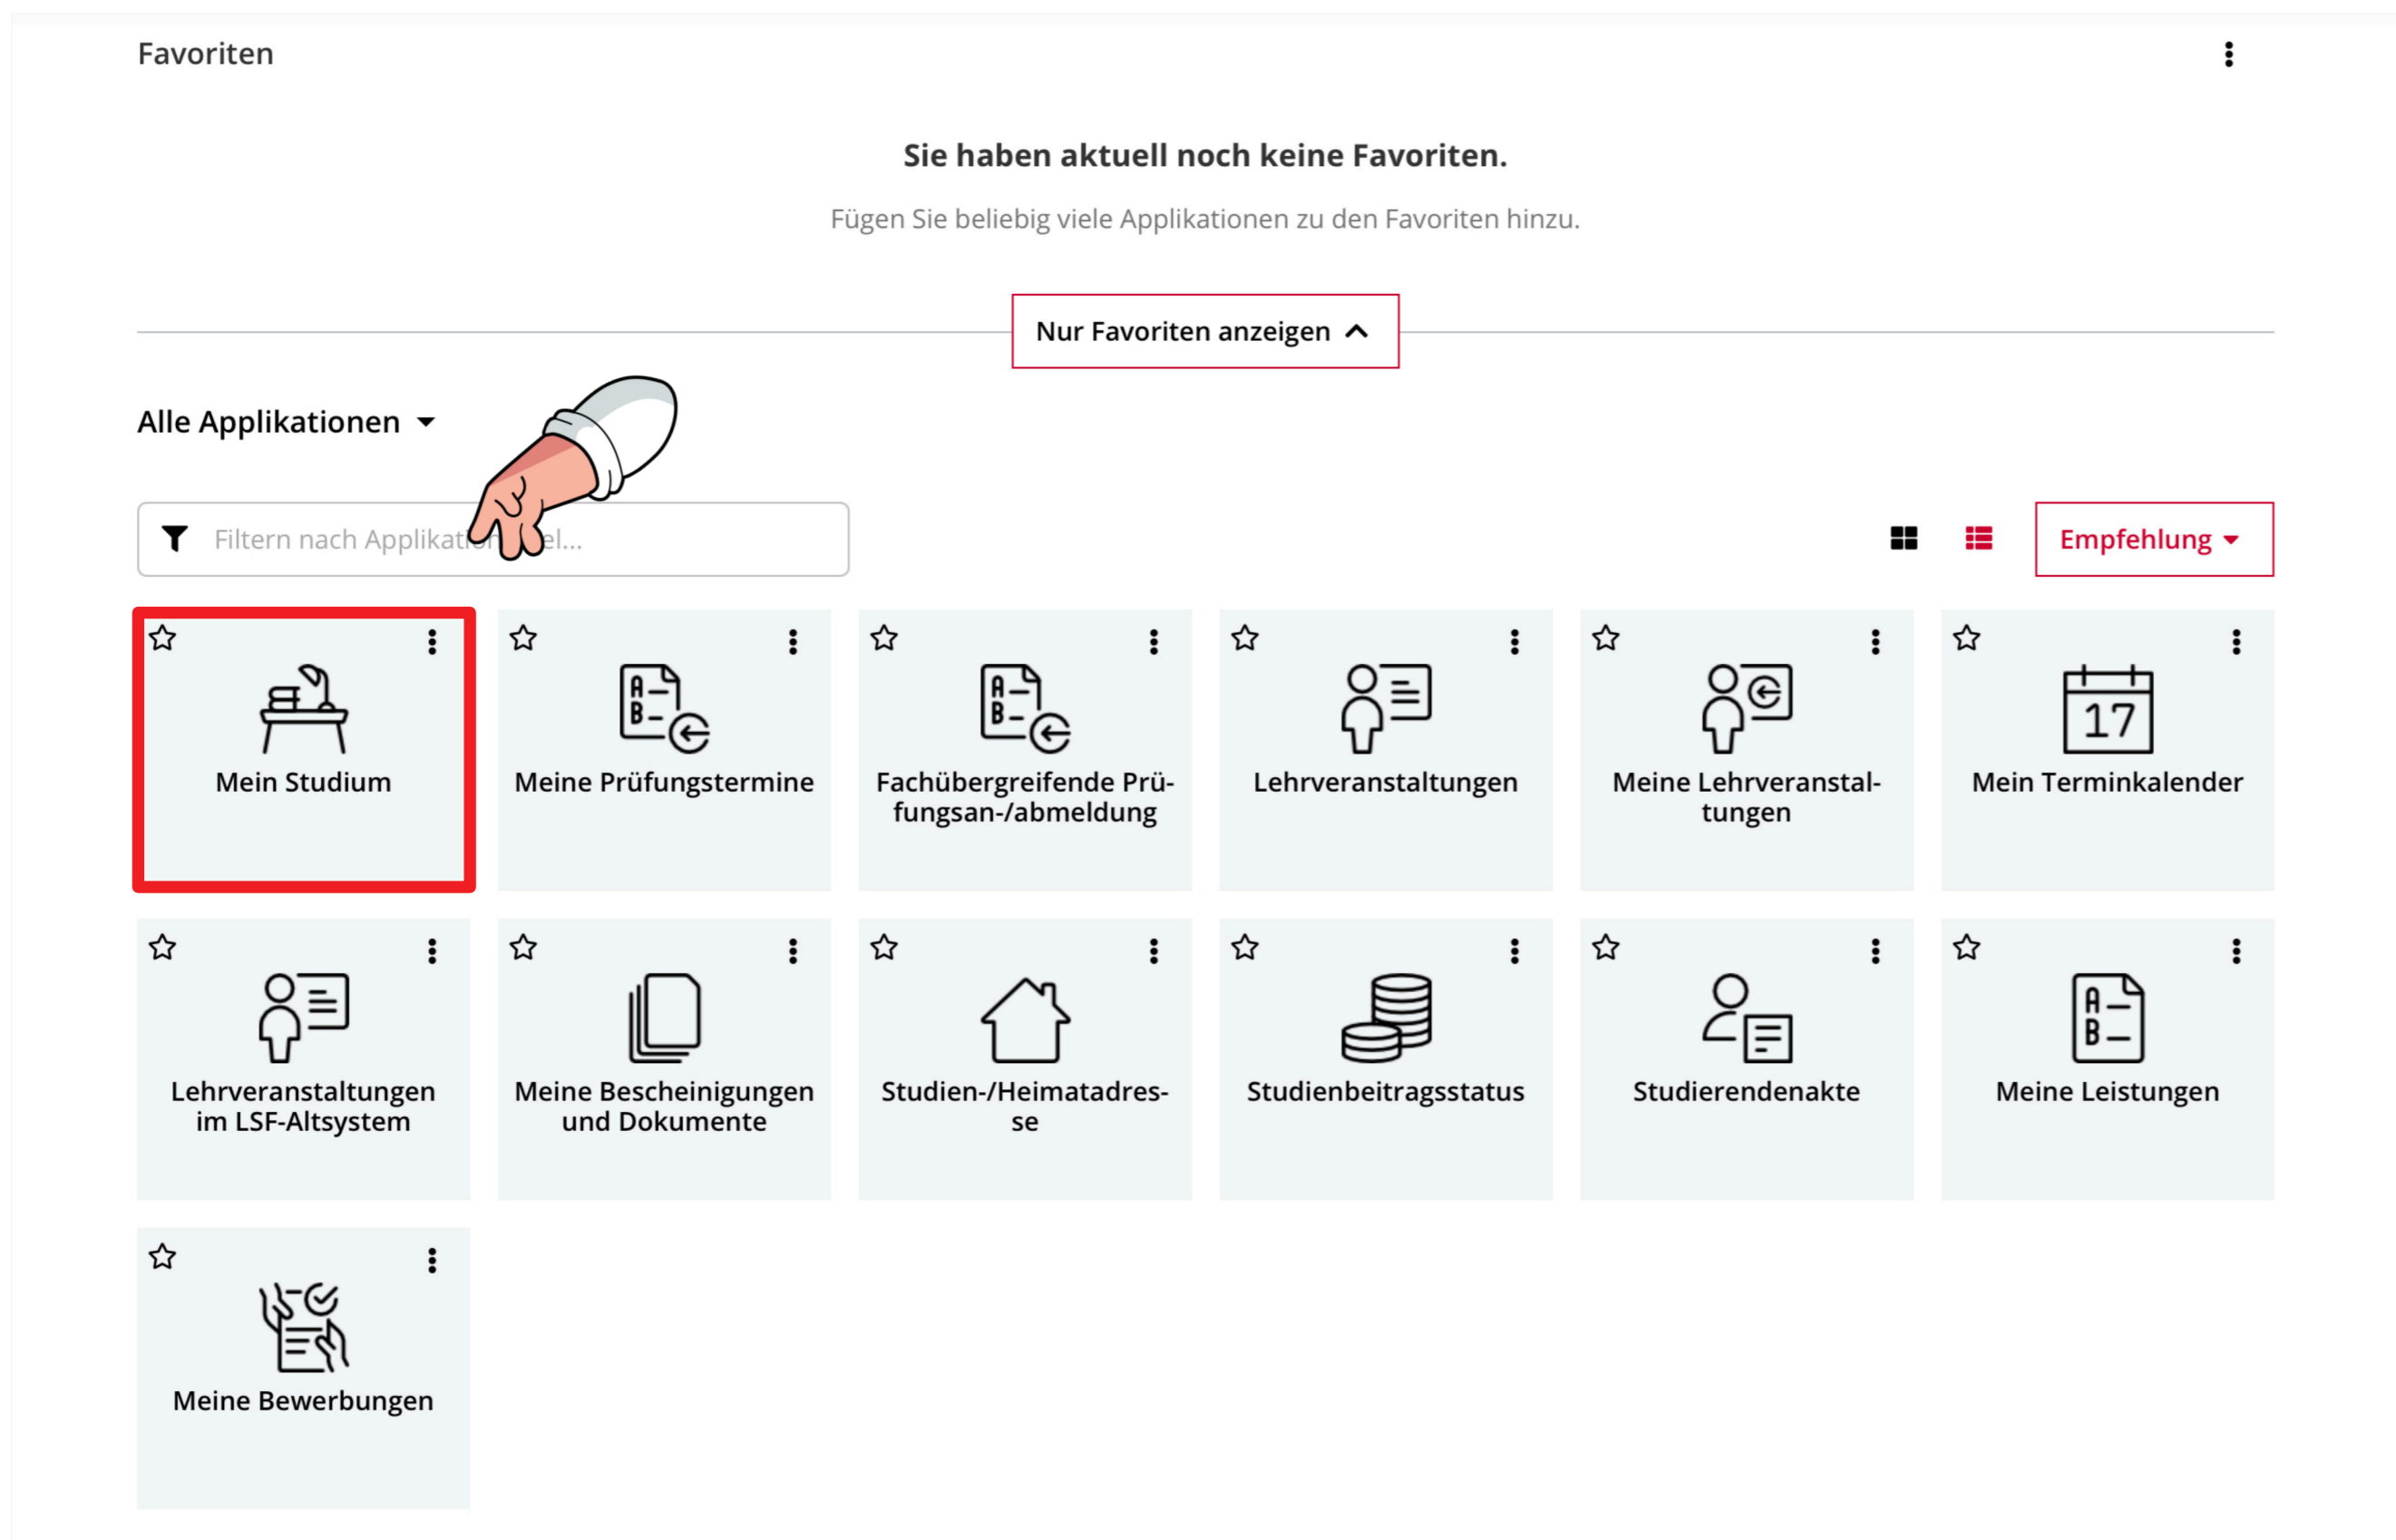 Favoriten
Sie haben aktuell noch keine Favoriten.
Fügen Sie beliebig viele Applikationen zu den Favoriten hinzu.
Nur Favoriten anzeigen
Alle Applikationen
Filtern nach
Empfehlung
Mein Studium
Meine Prüfungstermine
Fachübergreifende Prü-
fungsan-/abmeldung
Lehrveranstaltungen
Meine Lehrveranstal-
tungen
17
Mein Terminkalender
Lehrveranstaltungen
im LSF-Altsystem
Meine Bescheinigungen
und Dokumente
Studien-/Heimatadres-
se
Studienbeitragsstatus
Studierendenakte
Meine Leistungen
Meine Bewerbungen